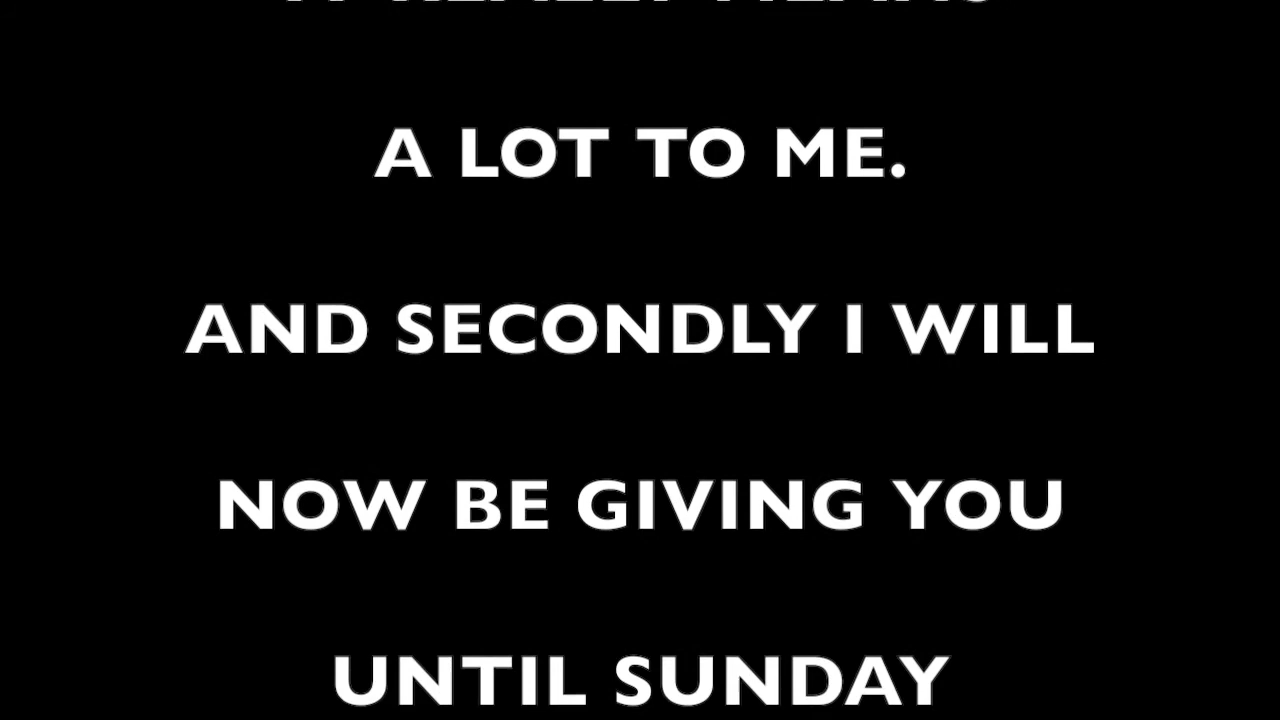 A LOT TO ME.
AND SECONDLY I WILL
NOW BE GIVING YOU
UNTIL SUNDAY